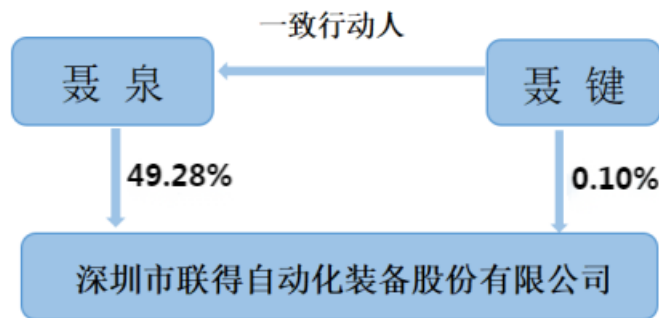 一致行动人
聂 泉
聂 键
49.28%
0.10%
深圳市联得自动化装备股份有限公司